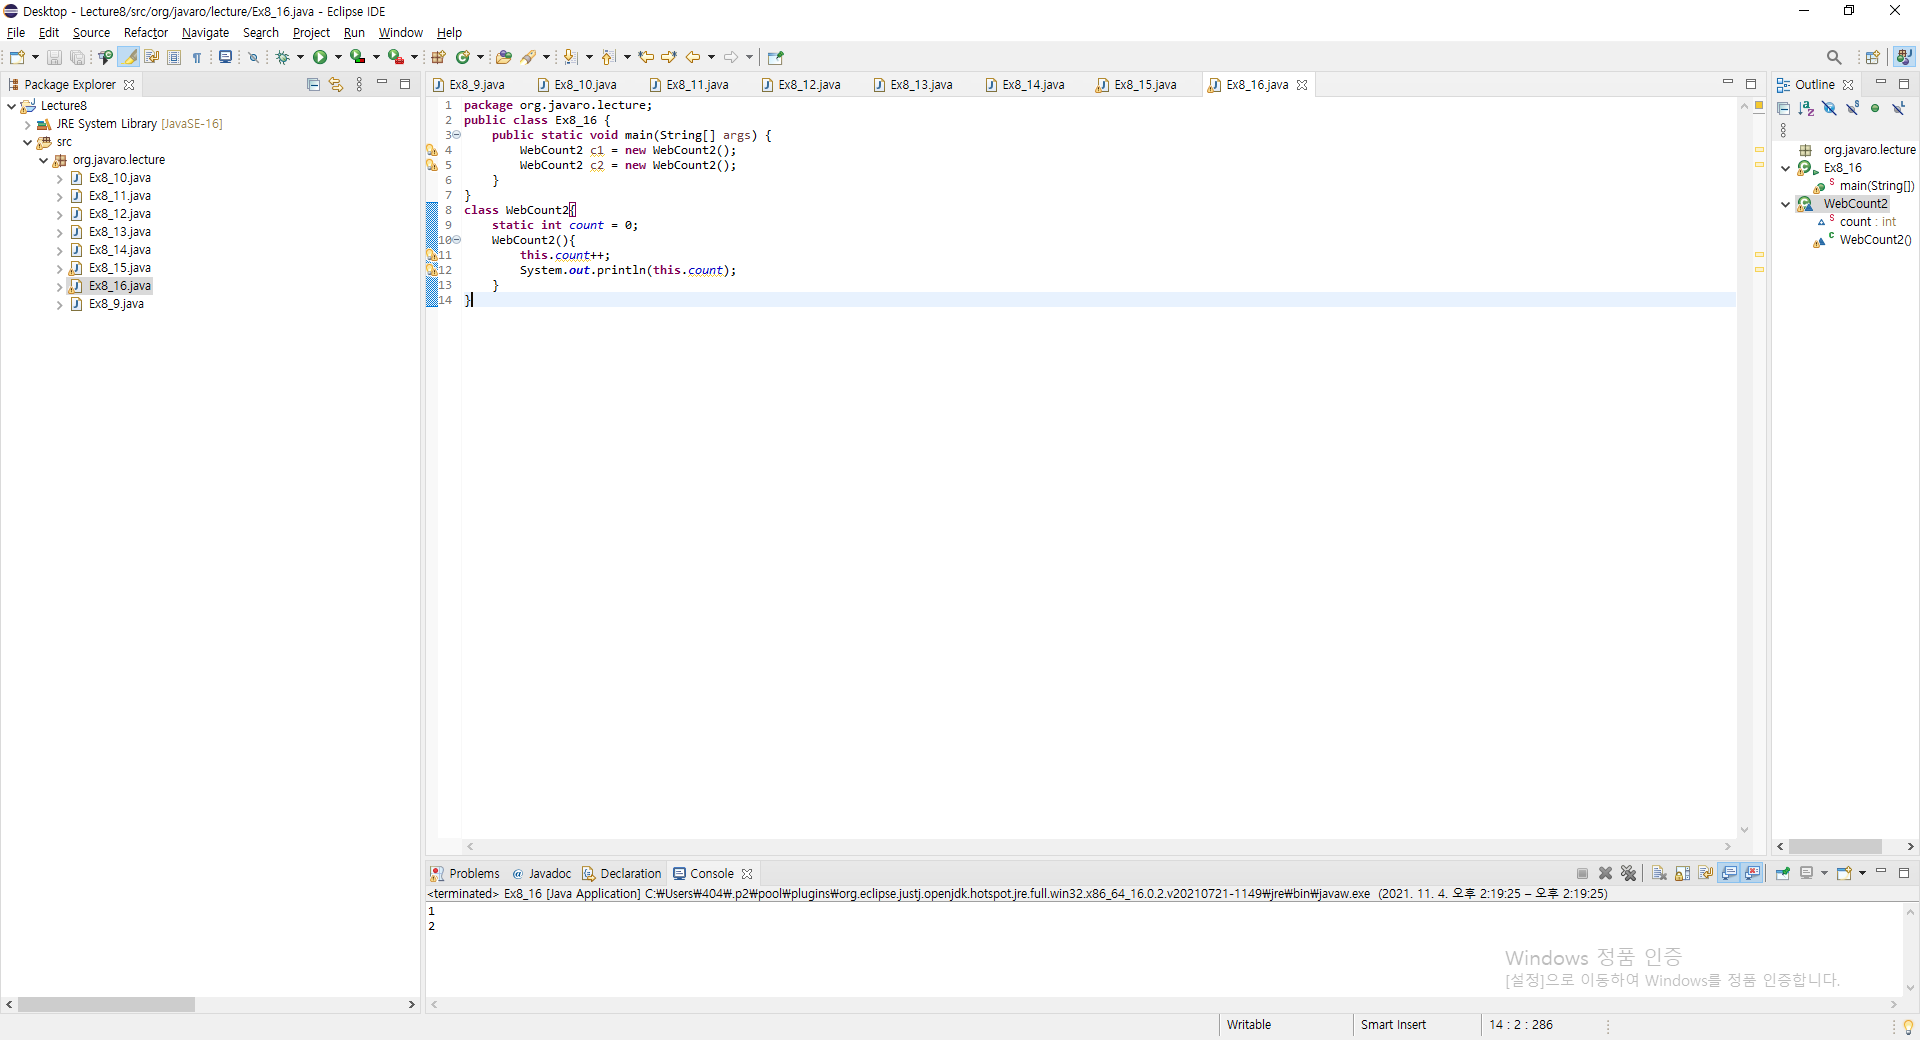 Desktop - Lecture8/src/org/javaro/lecture/Ex8_16.java - Eclipse IDE
File Edit Source Refactor Navigate Search Project Run Window Help
Package Explorer
Lecture8
JRE System Library [JavaSE-16]
src
org.javaro.lecture
Ex8_10.java
Ex8_11.java
Ex8_12.java
Ex8_13.java
Ex8_14.java
Ex8_15.java
Ex8_16.java
Ex8_9.java
Ex8_9.java Ex8_10.java Ex8_11.java Ex8_12.java Ex8_13.java Ex8_14.java Ex8_15.java Ex8_16.java
1 package org.javaro.lecture;
2 public class Ex8_16 {
3 public static void main(String[] args) {
4 WebCount2 c1 = new WebCount2();
5 WebCount2 c2 = new WebCount2();
6 }
7 }
8 class WebCount2{
9 static int count = 0;
10 WebCount2(){
11 this.count++;
12 System.out.println(this.count);
13 }
14 }
Outline
org.javaro.lecture
Ex8_16
main(String[])
WebCount2
count : int
WebCount2()
Problems Javadoc Declaration Console
<terminated> Ex8_16 [Java Application] C:₩Users₩404₩.p2₩pool₩plugins₩org.eclipse.justj.openjdk.hotspot.jre.full.win32.x86_64_16.0.2.v20210721-1149₩jre₩bin₩javaw.exe (2021. 11. 4. 오후 2:19:25 – 오후 2:19:25)
1
2
Windows 정품 인증
[설정]으로 이동하여 Windows를 정품 인증합니다.
Writable Smart Insert 14 : 2 : 286